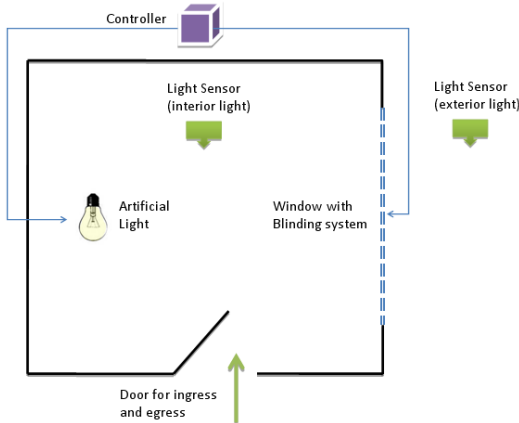 Controller
Light Sensor
(interior light)
Light Sensor
(exterior light)
Artificial
Light
Window with
Blinding system
Door for ingress
and egress